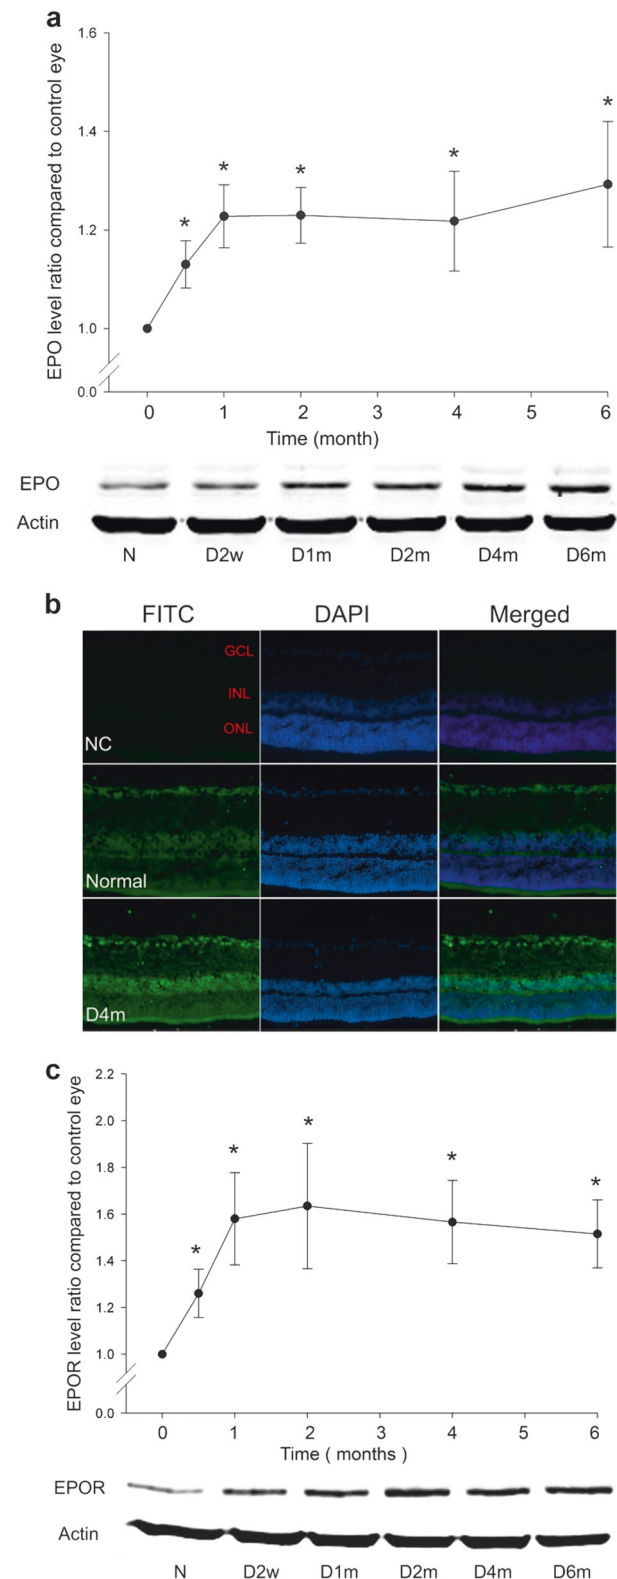 a
EPO level ratio compared to control eye
1.6
1.4
1.2
1.0
0.0
* * * * *
0 1 2 3 4 5 6
Time (month)
EPO
Actin
N D2w D1m D2m D4m D6m
b
FITC DAPI Merged
GCL
INL
ONL
NC
Normal
D4m
c
EPOR level ratio compared to control eye
2.2
2.0
1.8
1.6
1.4
1.2
1.0
0.0
* * * * *
0 1 2 3 4 5 6
Time ( months )
EPOR
Actin
N D2w D1m D2m D4m D6m